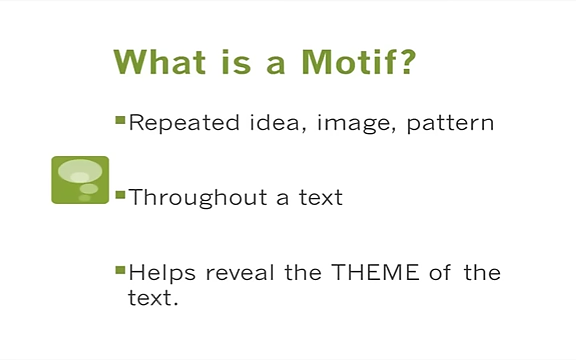 What is a Motif?
▪Repeated idea, image, pattern
▪Throughout a text
▪Helps reveal the THEME of the
text.